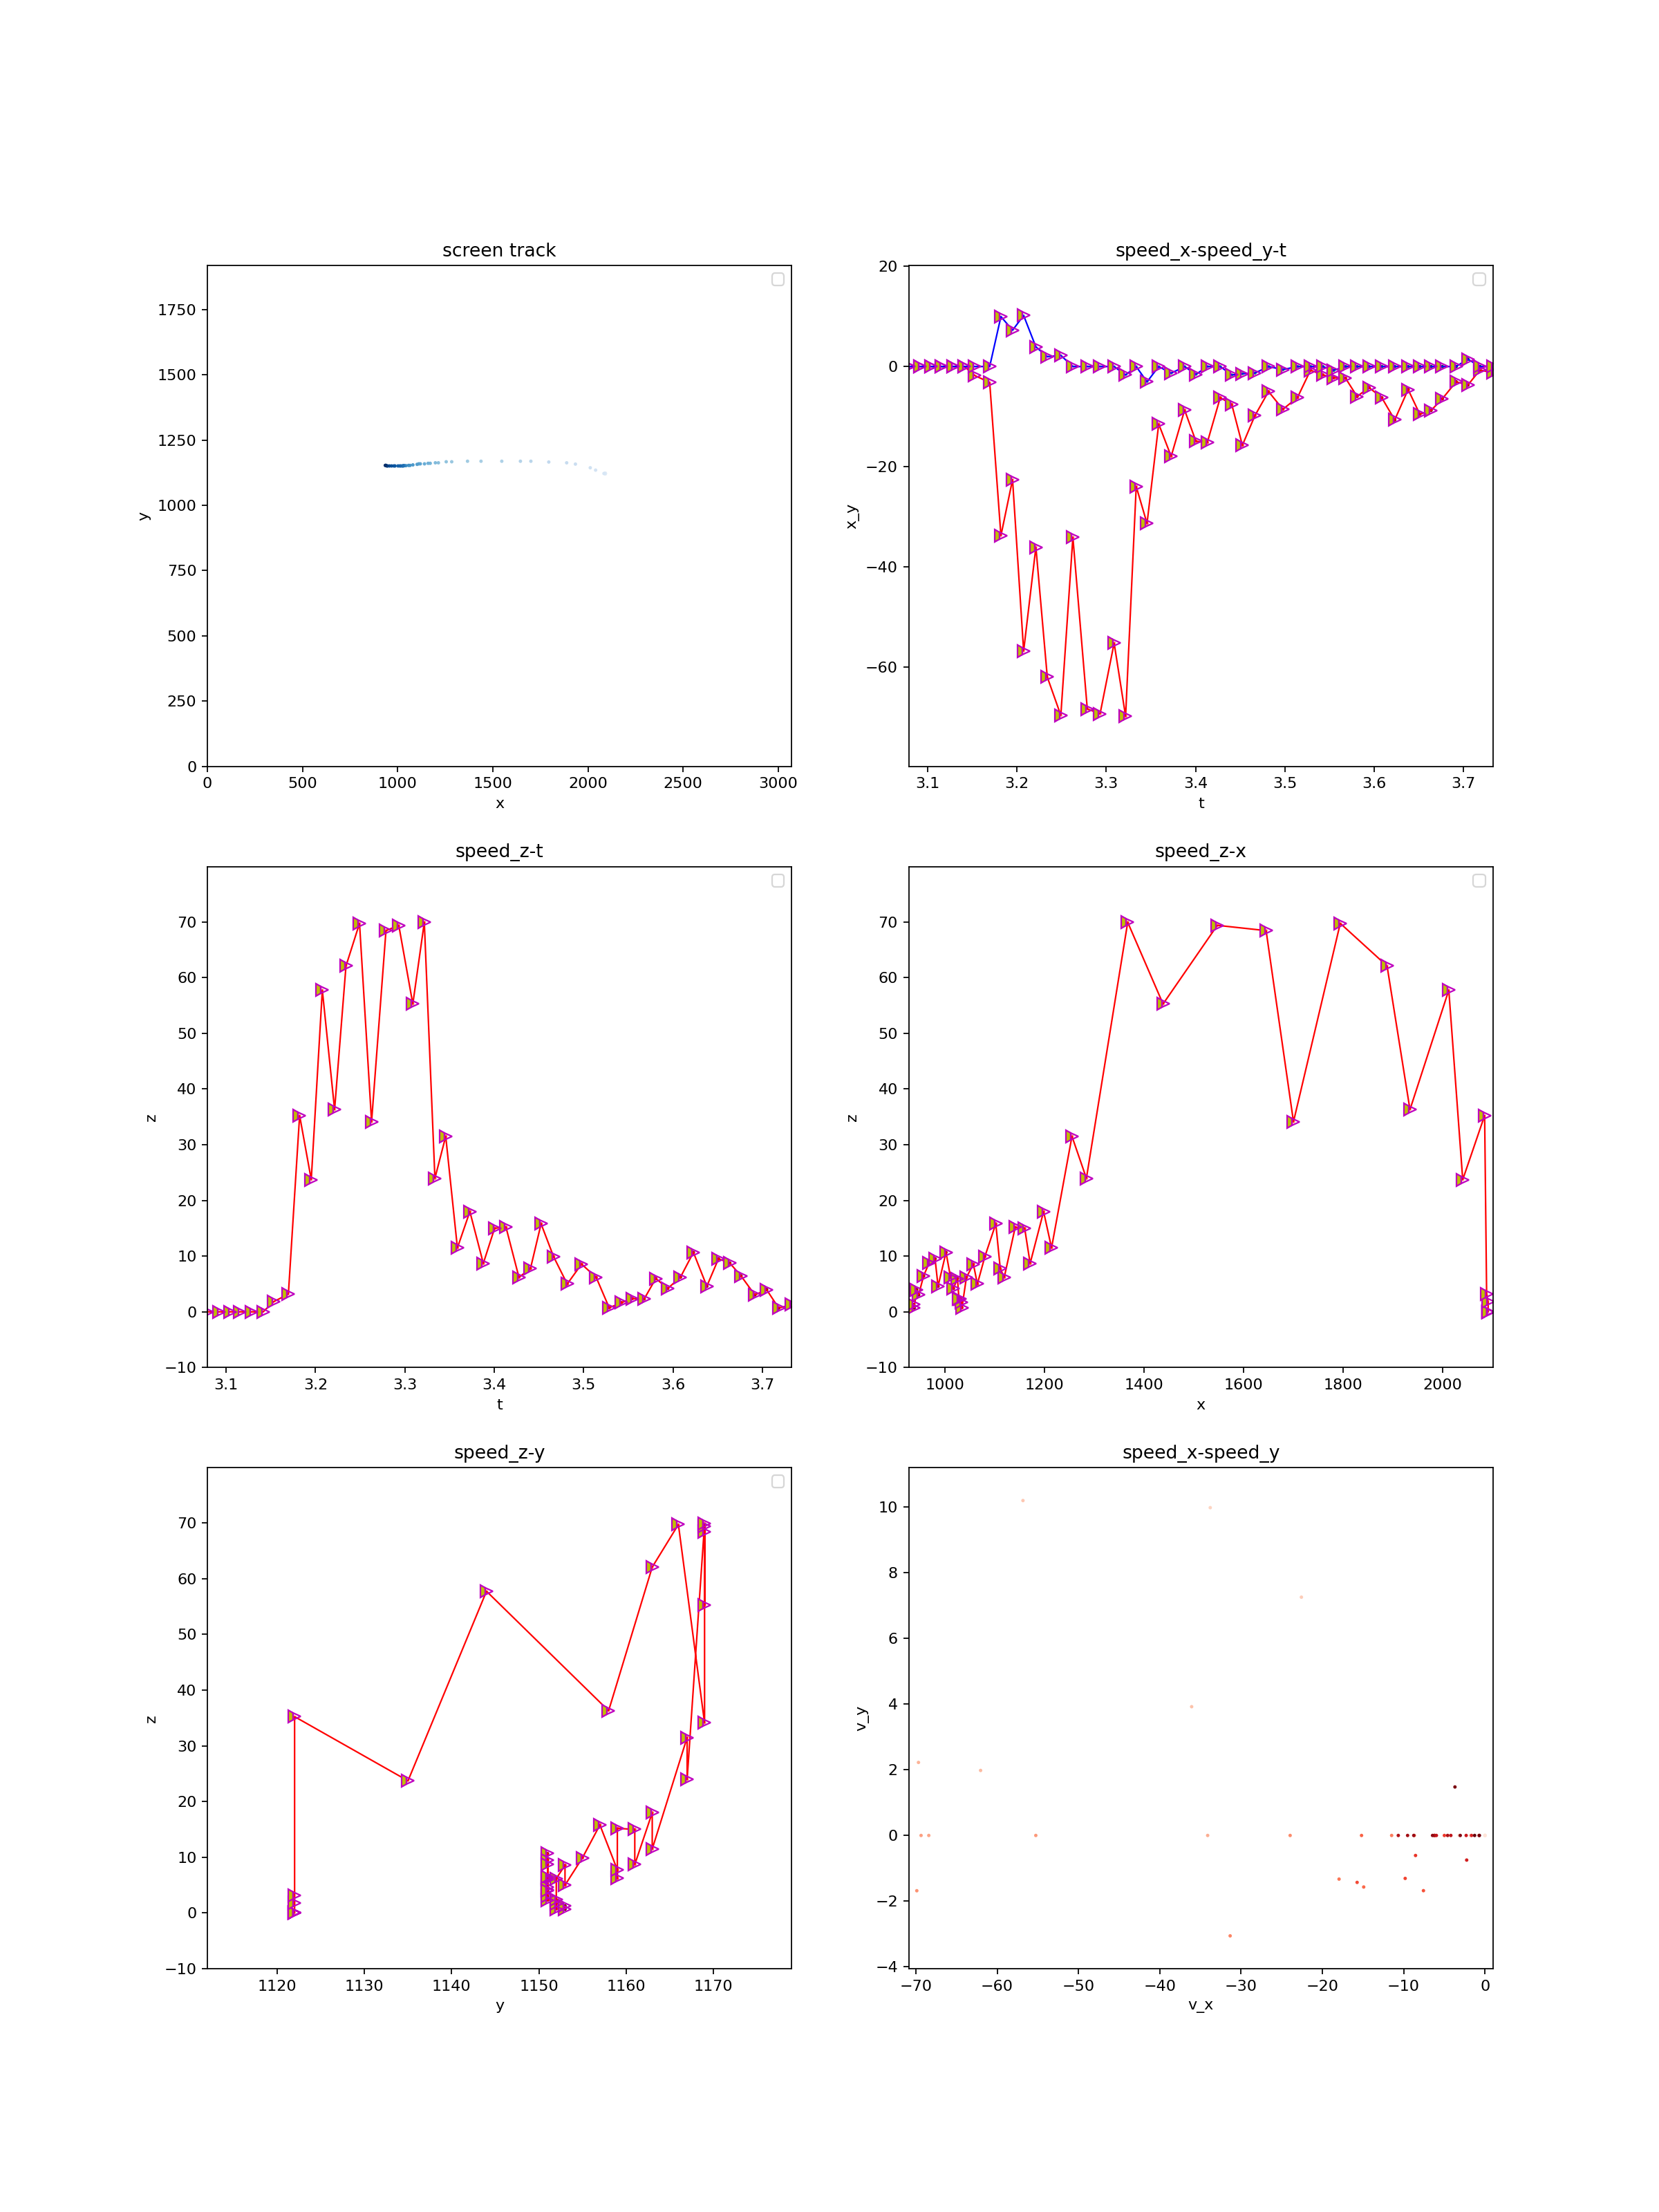 screen track
1750
1500
1250
1000
750
500
250
0
y
0 500 1000 1500 2000 2500 3000
x
speed_x-speed_y-t
20
0
−20
−40
−60
x_y
3.1 3.2 3.3 3.4 3.5 3.6 3.7
t
speed_z-t
70
60
50
40
30
20
10
0
−10
z
3.1 3.2 3.3 3.4 3.5 3.6 3.7
t
speed_z-x
70
60
50
40
30
20
10
0
−10
z
1000 1200 1400 1600 1800 2000
x
speed_z-y
70
60
50
40
30
20
10
0
−10
z
1120 1130 1140 1150 1160 1170
y
speed_x-speed_y
10
8
6
4
2
0
−2
−4
v_y
−70 −60 −50 −40 −30 −20 −10 0
v_x